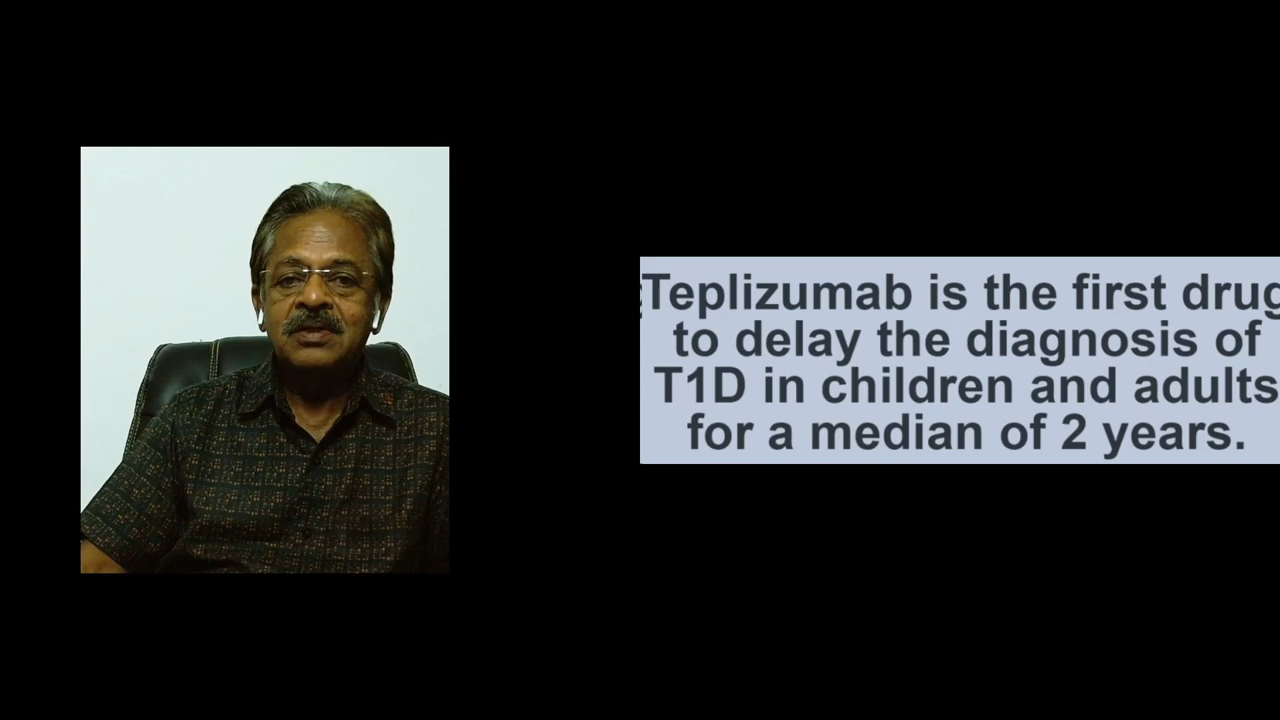 Teplizumab is the first drug
to delay the diagnosis of
T1D in children and adults
for a median of 2 years.